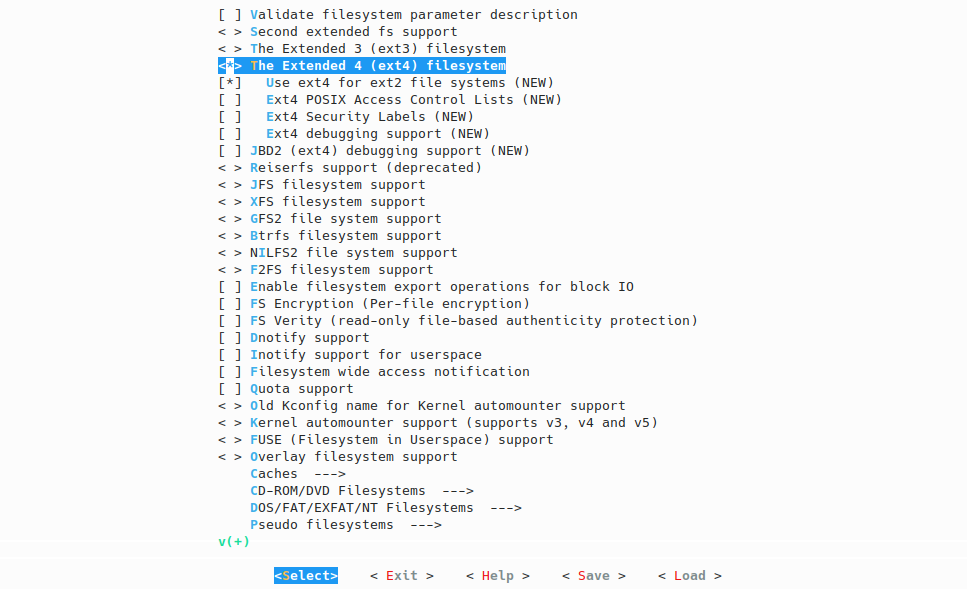 [ ] Validate filesystem parameter description
< > Second extended fs support
< > The Extended 3 (ext3) filesystem
<*> The Extended 4 (ext4) filesystem
[*]   Use ext4 for ext2 file systems (NEW)
[ ]   Ext4 POSIX Access Control Lists (NEW)
[ ]   Ext4 Security Labels (NEW)
[ ]   Ext4 debugging support (NEW)
[ ] JBD2 (ext4) debugging support (NEW)
< > Reiserfs support (deprecated)
< > JFS filesystem support
< > XFS filesystem support
< > GFS2 file system support
< > Btrfs filesystem support
< > NILFS2 file system support
< > F2FS filesystem support
[ ] Enable filesystem export operations for block IO
[ ] FS Encryption (Per-file encryption)
[ ] FS Verity (read-only file-based authenticity protection)
[ ] Dnotify support
[ ] Inotify support for userspace
[ ] Filesystem wide access notification
[ ] Quota support
< > Old Kconfig name for Kernel automounter support
< > Kernel automounter support (supports v3, v4 and v5)
< > FUSE (Filesystem in Userspace) support
< > Overlay filesystem support
Caches  --->
CD-ROM/DVD Filesystems  --->
DOS/FAT/EXFAT/NT Filesystems  --->
Pseudo filesystems  --->
v(+)
<Select>    < Exit >    < Help >    < Save >    < Load >